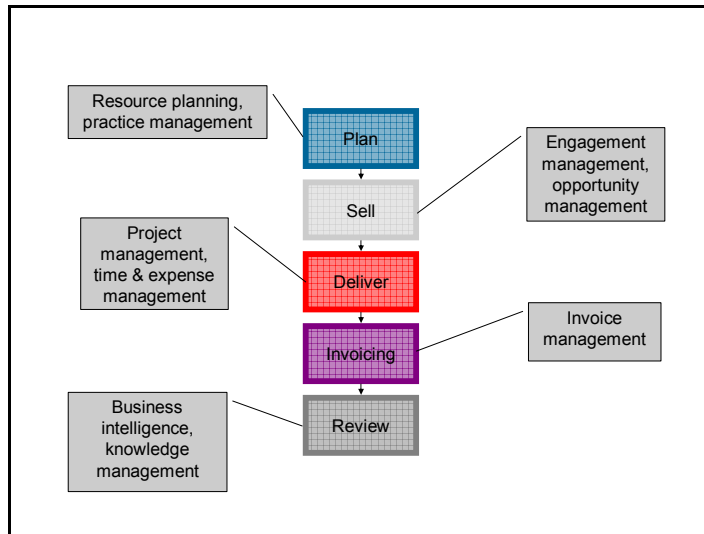 Resource planning,
practice management
Plan
Engagement
management,
opportunity
management
Sell
Project
management,
time & expense
management
Deliver
Invoicing
Invoice
management
Business
intelligence,
knowledge
management
Review